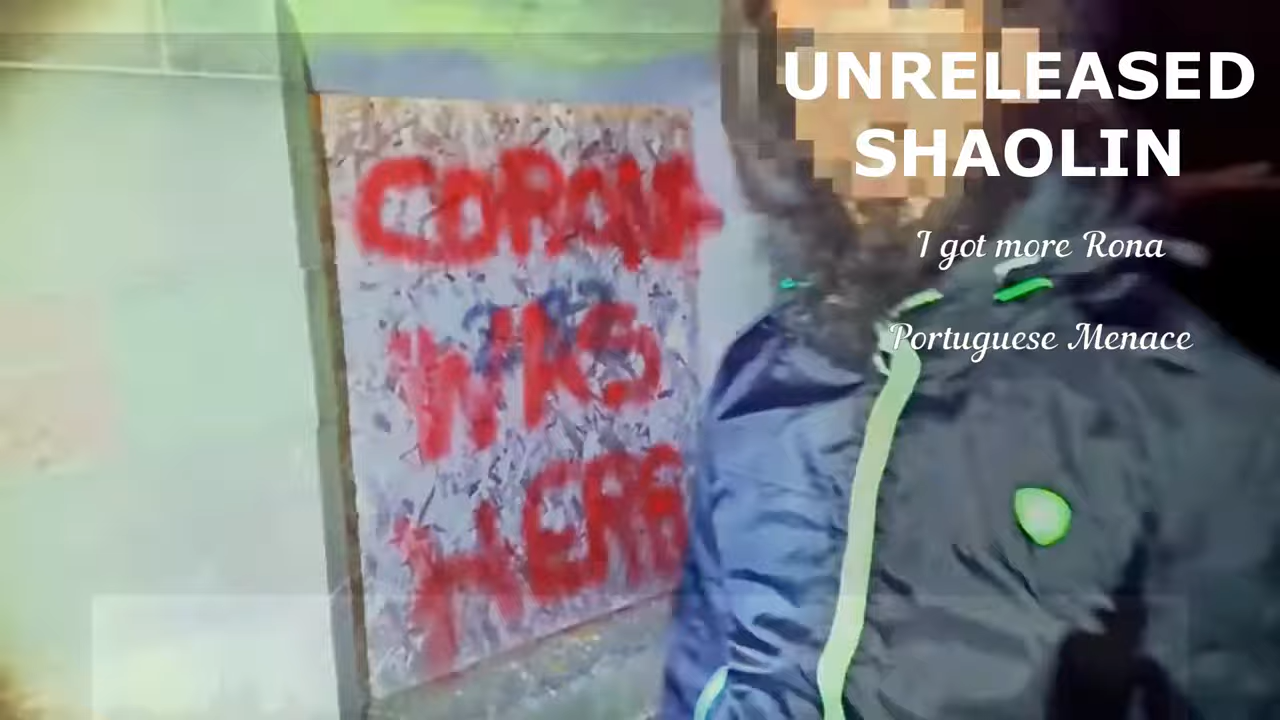 CORONA
WAS
HERE
UNRELEASED
SHAOLIN
I got more Rona
Portuguese Menace